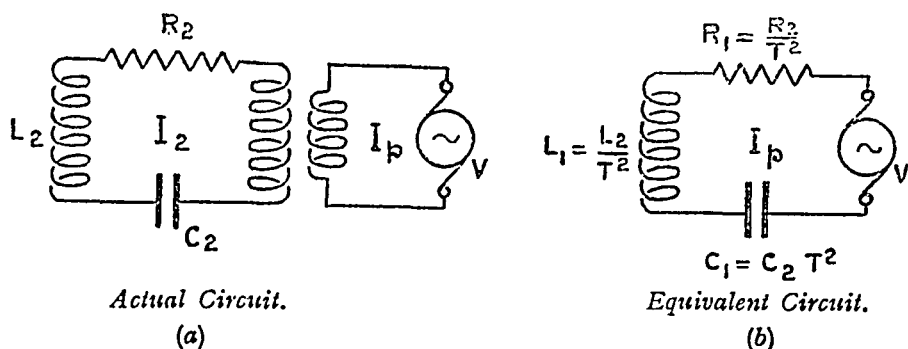 R₂
L₂
I₂
C₂
Iₚ
V
Actual Circuit.
(a)
R₁ = R₂/T²
L₁ = L₂/T²
Iₚ
V
C₁ = C₂ T²
Equivalent Circuit.
(b)